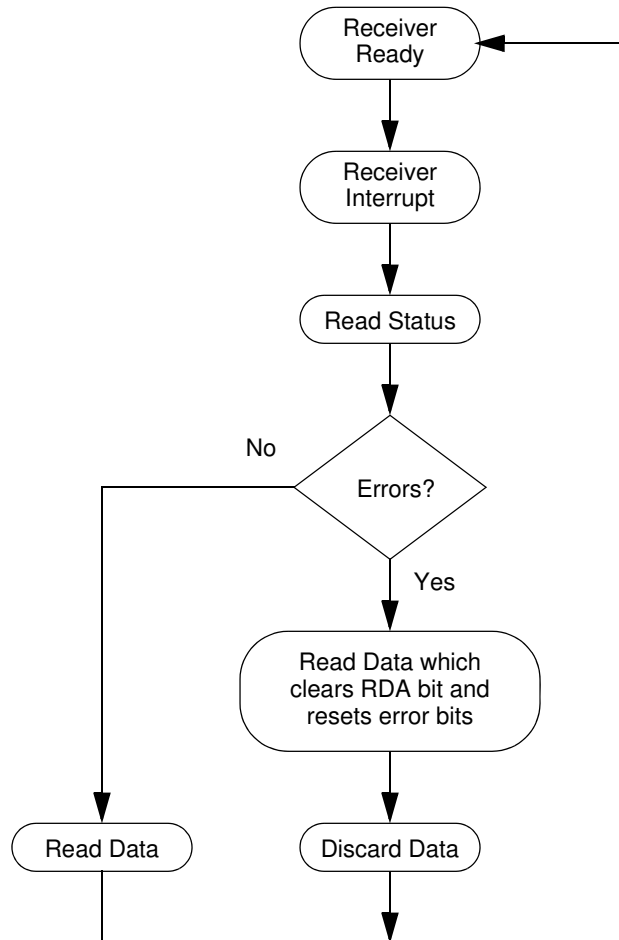 Receiver
Ready
Receiver
Interrupt
Read Status
No
Errors?
Yes
Read Data which
clears RDA bit and
resets error bits
Read Data
Discard Data